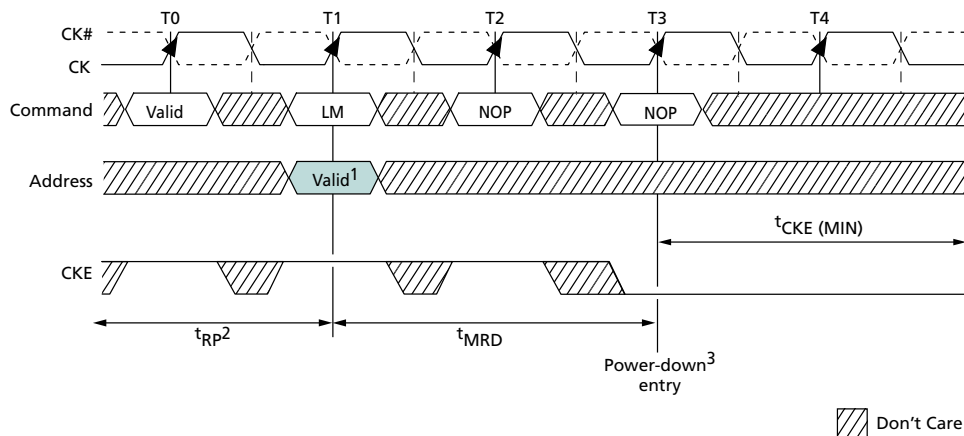 T0 T1 T2 T3 T4
CK#
CK
Command Valid LM NOP NOP
Address Valid1
tCKE (MIN)
CKE
tRP2 tMRD
Power-down3
entry
Don't Care